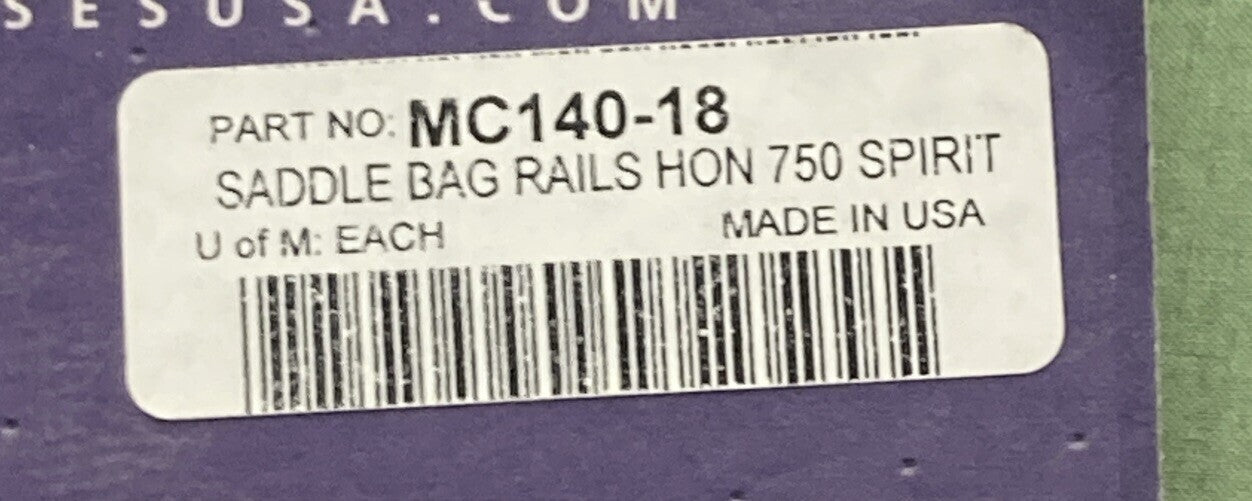 SESUSA.COM
PART NO: MC140-18
SADDLE BAG RAILS HON 750 SPIRIT
U of M: EACH
MADE IN USA